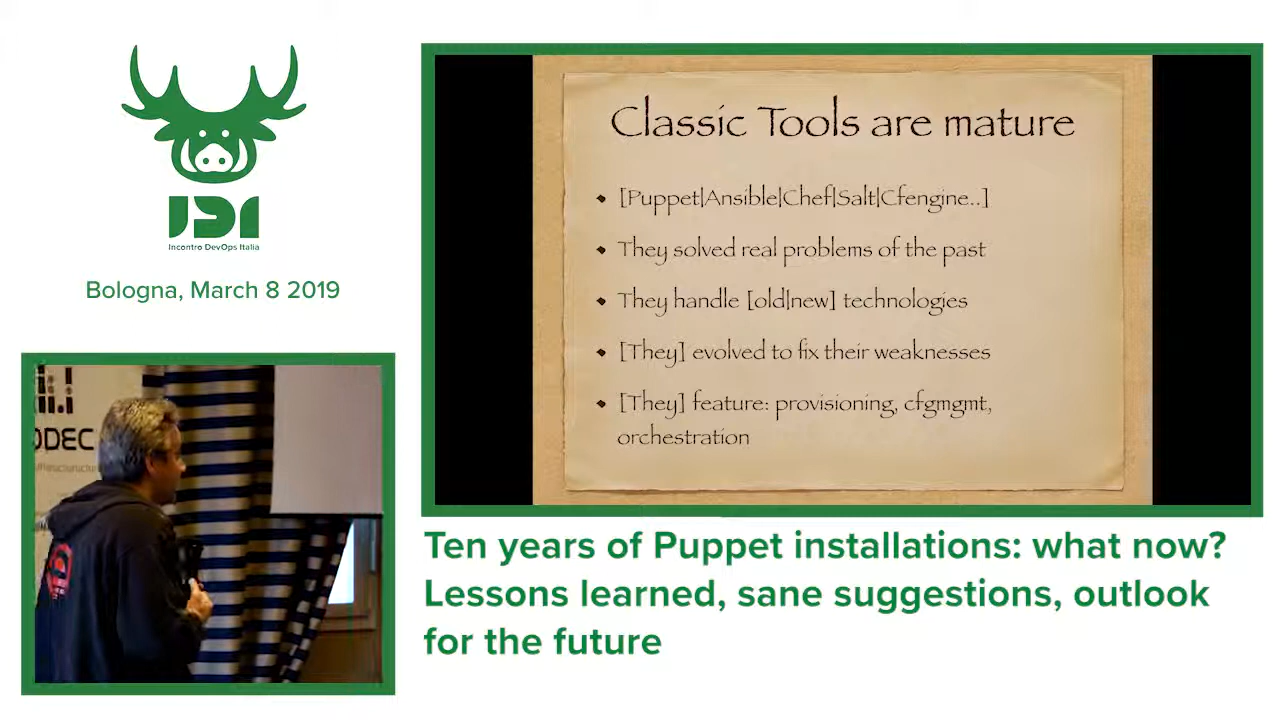 IDI
Incontro DevOps Italia
Bologna, March 8 2019
Classic Tools are mature
[Puppet|Ansible|Chef|Salt|Cfengine..]
They solved real problems of the past
They handle [old|new] technologies
[They] evolved to fix their weaknesses
[They] feature: provisioning, cfgmgmt,
orchestration
Ten years of Puppet installations: what now?
Lessons learned, sane suggestions, outlook
for the future